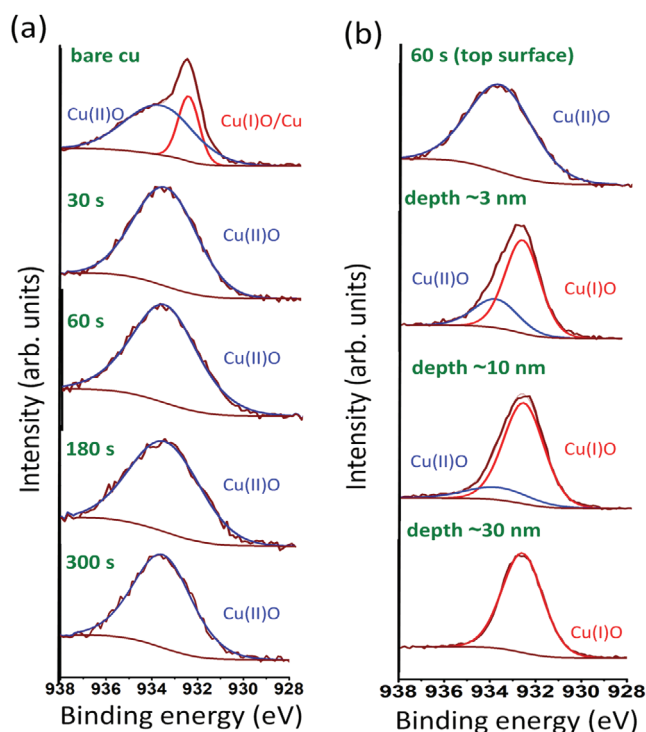 (a)
bare cu
Cu(II)O
Cu(I)O/Cu
30 s
Cu(II)O
60 s
Cu(II)O
180 s
Cu(II)O
300 s
Cu(II)O
Intensity (arb. units)
938 936 934 932 930 928
Binding energy (eV)
(b)
60 s (top surface)
Cu(II)O
depth ~3 nm
Cu(II)O
Cu(I)O
depth ~10 nm
Cu(II)O
Cu(I)O
depth ~30 nm
Cu(I)O
Intensity (arb. units)
938 936 934 932 930 928
Binding energy (eV)